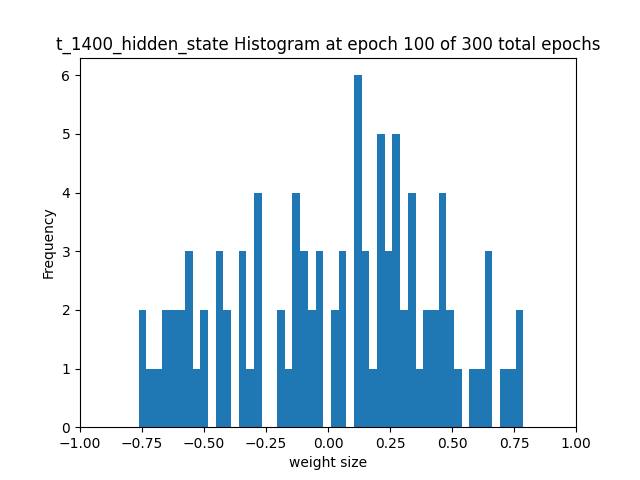 t_1400_hidden_state Histogram at epoch 100 of 300 total epochs
6
5
4
3
2
1
0
Frequency
−1.00 −0.75 −0.50 −0.25 0.00 0.25 0.50 0.75 1.00
weight size